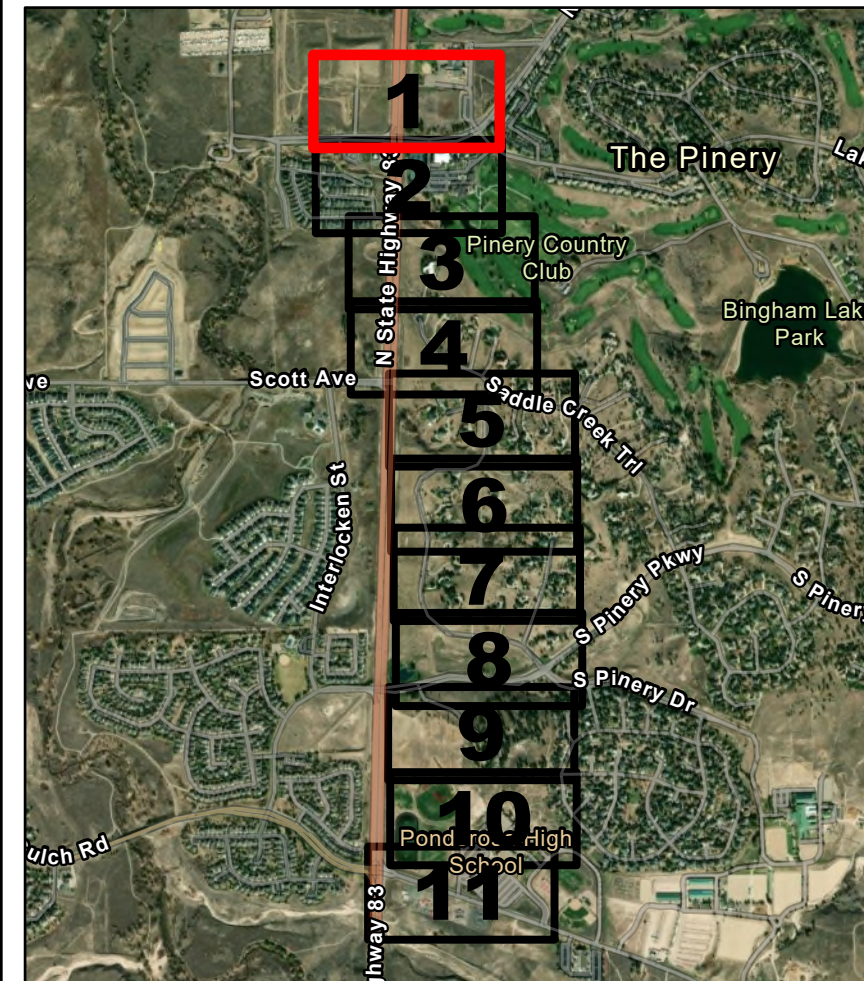 1
The Pinery
2
N State Highway 83
3
Pinery Country
Club
Bingham Lak
Park
4
Scott Ave
Saddle Creek Trl
5
Interlocken St
6
7
S Pinery Pkwy
S Piner
8
S Pinery Dr
9
10
Ponderosa High
School
ulch Rd
11
ghway 83